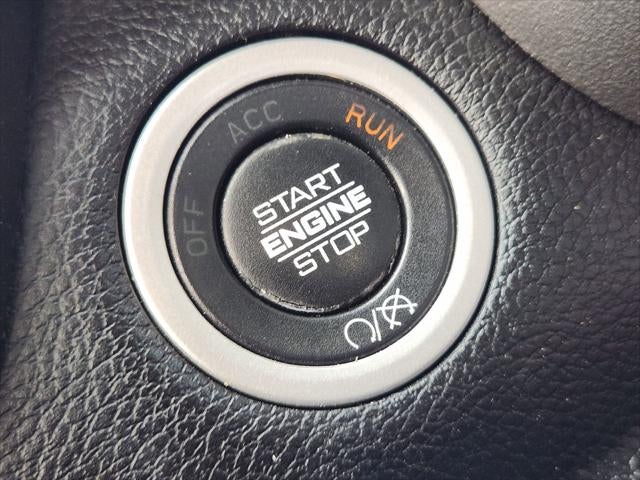 OFF
ACC
RUN
START
ENGINE
STOP